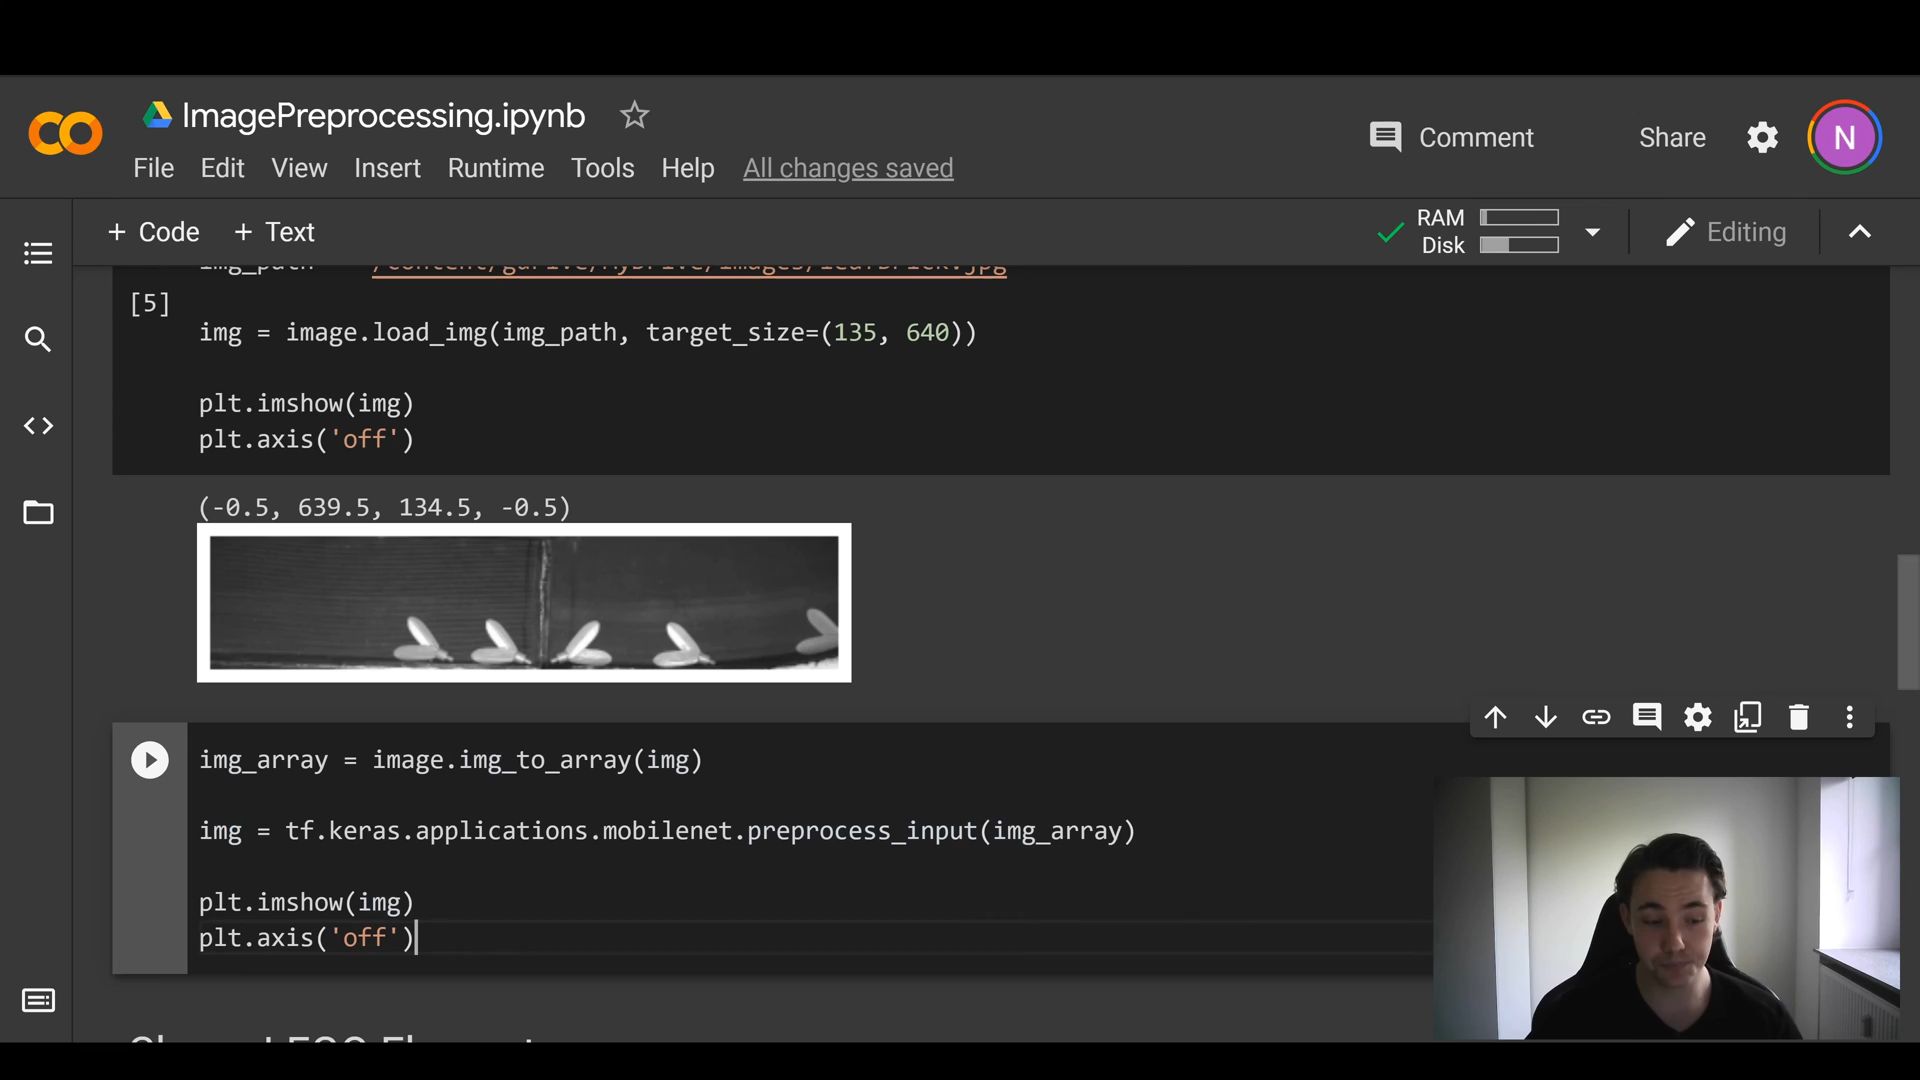 ImagePreprocessing.ipynb
Comment
Share
N
File Edit View Insert Runtime Tools Help All changes saved
+ Code + Text
RAM
Disk
Editing
img_path
[5]
img = image.load_img(img_path, target_size=(135, 640))
plt.imshow(img)
plt.axis('off')
(-0.5, 639.5, 134.5, -0.5)
img_array = image.img_to_array(img)
img = tf.keras.applications.mobilenet.preprocess_input(img_array)
plt.imshow(img)
plt.axis('off')